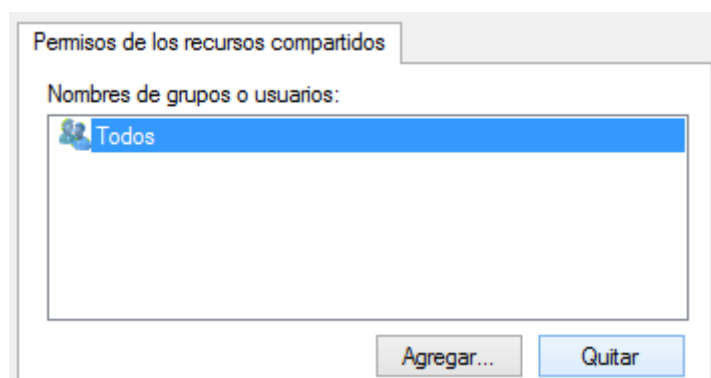 Permisos de los recursos compartidos
Nombres de grupos o usuarios:
Todos
Agregar... Quitar